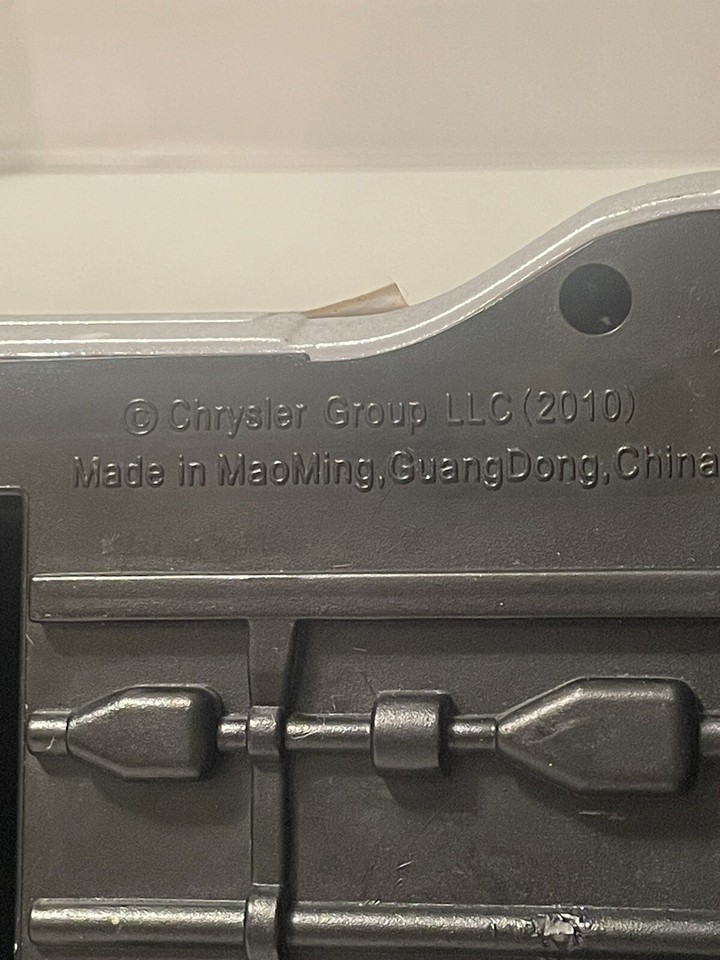 © Chrysler Group LLC (2010)
Made in MaoMing,GuangDong,China